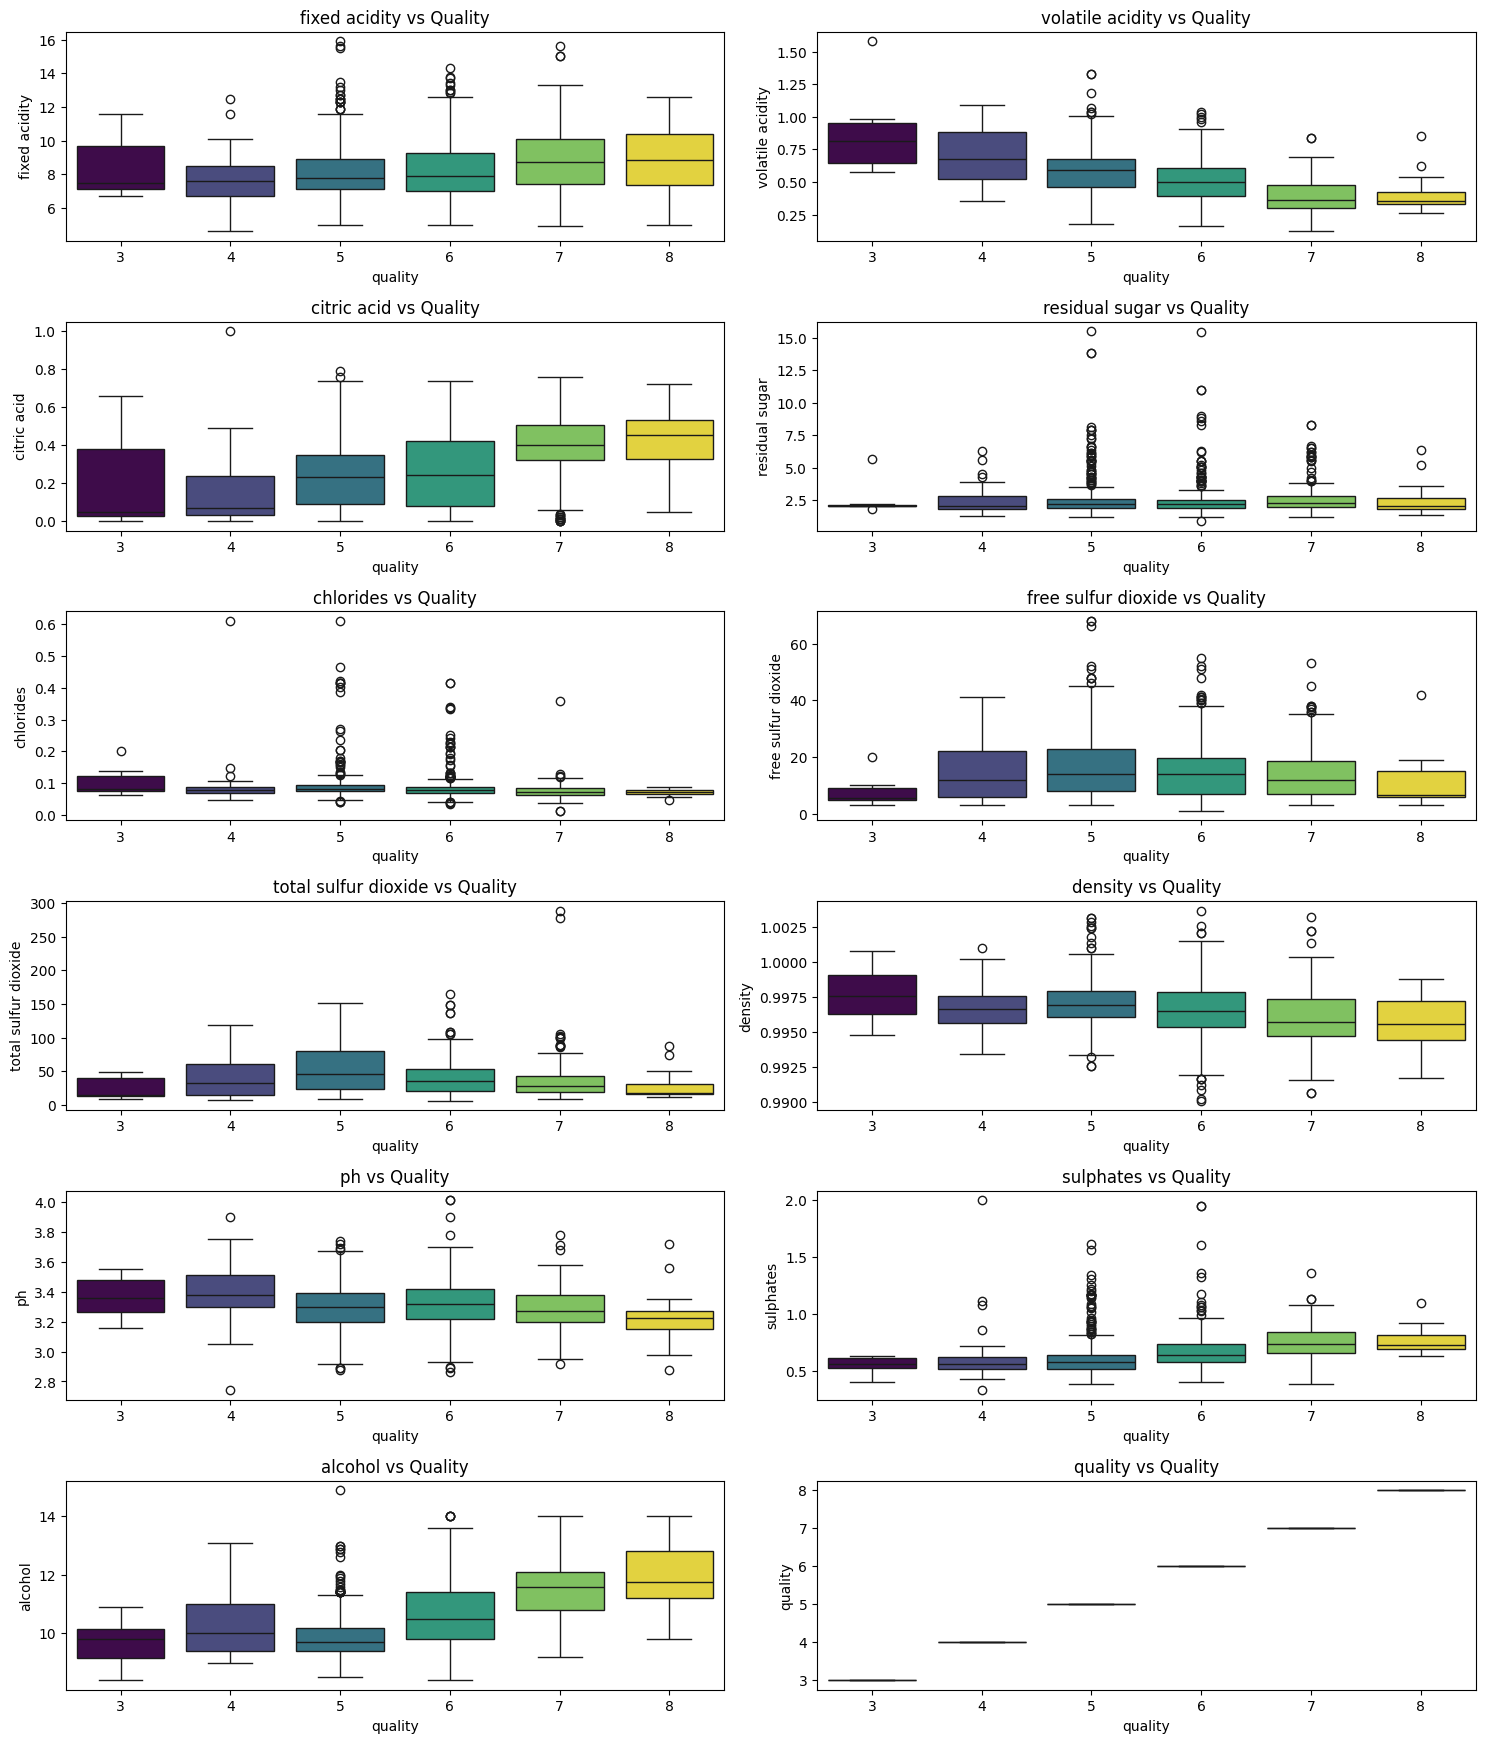 fixed acidity vs Quality
fixed acidity
16
14
12
10
8
6
3 4 5 6 7 8
quality
volatile acidity vs Quality
volatile acidity
1.50
1.25
1.00
0.75
0.50
0.25
3 4 5 6 7 8
quality
citric acid vs Quality
citric acid
1.0
0.8
0.6
0.4
0.2
0.0
3 4 5 6 7 8
quality
residual sugar vs Quality
residual sugar
15.0
12.5
10.0
7.5
5.0
2.5
3 4 5 6 7 8
quality
chlorides vs Quality
chlorides
0.6
0.5
0.4
0.3
0.2
0.1
0.0
3 4 5 6 7 8
quality
free sulfur dioxide vs Quality
free sulfur dioxide
60
40
20
0
3 4 5 6 7 8
quality
total sulfur dioxide vs Quality
total sulfur dioxide
300
250
200
150
100
50
0
3 4 5 6 7 8
quality
density vs Quality
density
1.0025
1.0000
0.9975
0.9950
0.9925
0.9900
3 4 5 6 7 8
quality
ph vs Quality
ph
4.0
3.8
3.6
3.4
3.2
3.0
2.8
3 4 5 6 7 8
quality
sulphates vs Quality
sulphates
2.0
1.5
1.0
0.5
3 4 5 6 7 8
quality
alcohol vs Quality
alcohol
14
12
10
3 4 5 6 7 8
quality
quality vs Quality
quality
8
7
6
5
4
3
3 4 5 6 7 8
quality